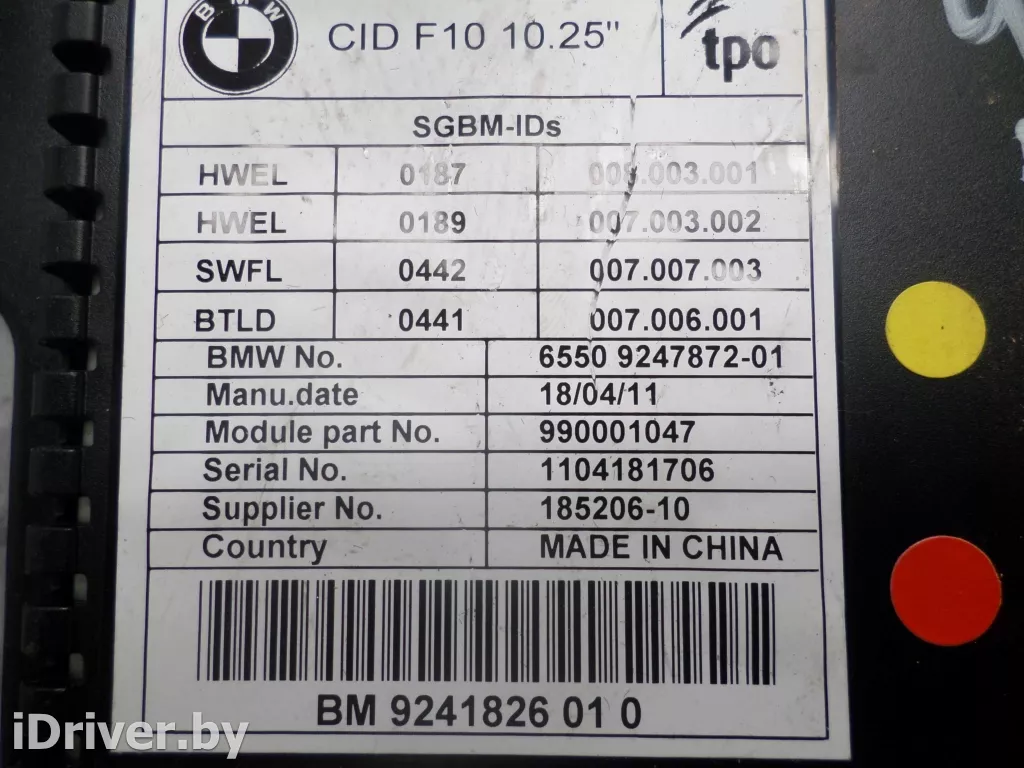 BMW
CID F10 10.25"
tpo
SGBM-IDs
HWEL 0187 003.001
HWEL 0189 007.003.002
SWFL 0442 007.007.003
BTLD 0441 007.006.001
BMW No. 6550 9247872-01
Manu.date 18/04/11
Module part No. 990001047
Serial No. 1104181706
Supplier No. 185206-10
Country MADE IN CHINA
BM 9241826 01 0
iDriver.by